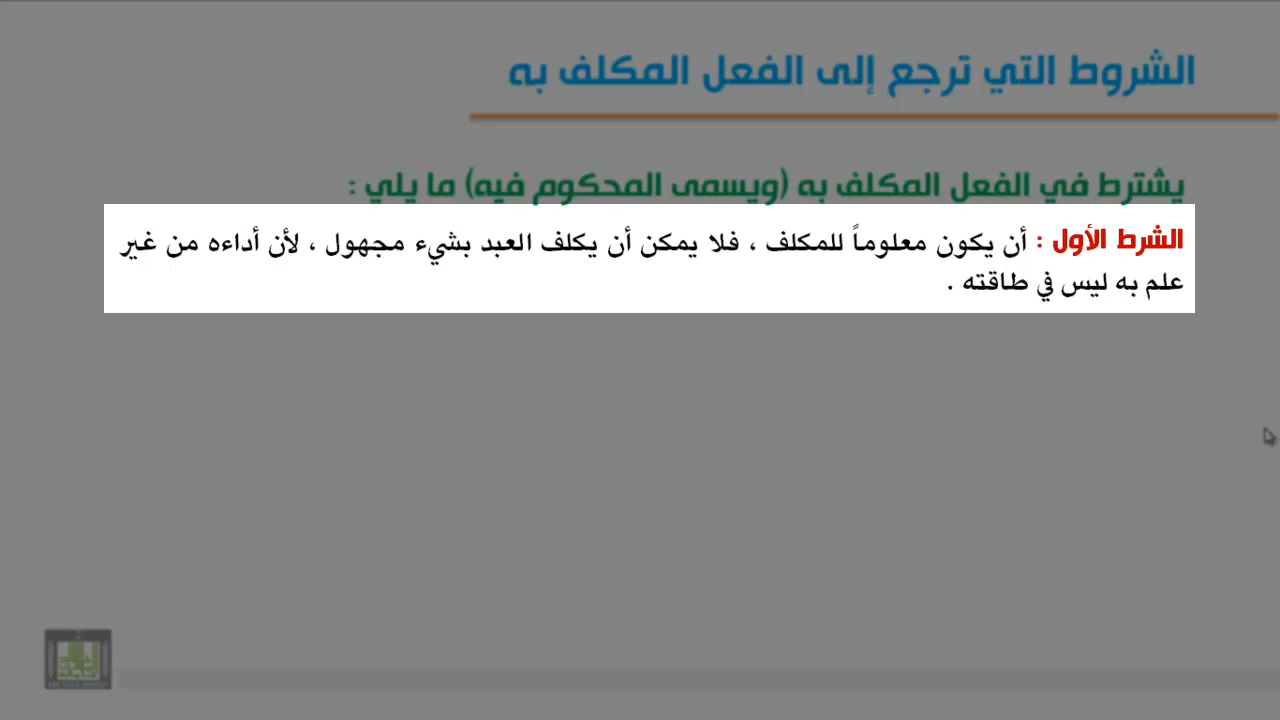 الشروط التي ترجع إلى الفعل المكلف به
يشترط في الفعل المكلف به (ويسمى المحكوم فيه) ما يلي :
الشرط الأول : أن يكون معلوماً للمكلف ، فلا يمكن أن يكلف العبد بشيء مجهول ، لأن أداءه من غير
علم به ليس في طاقته .